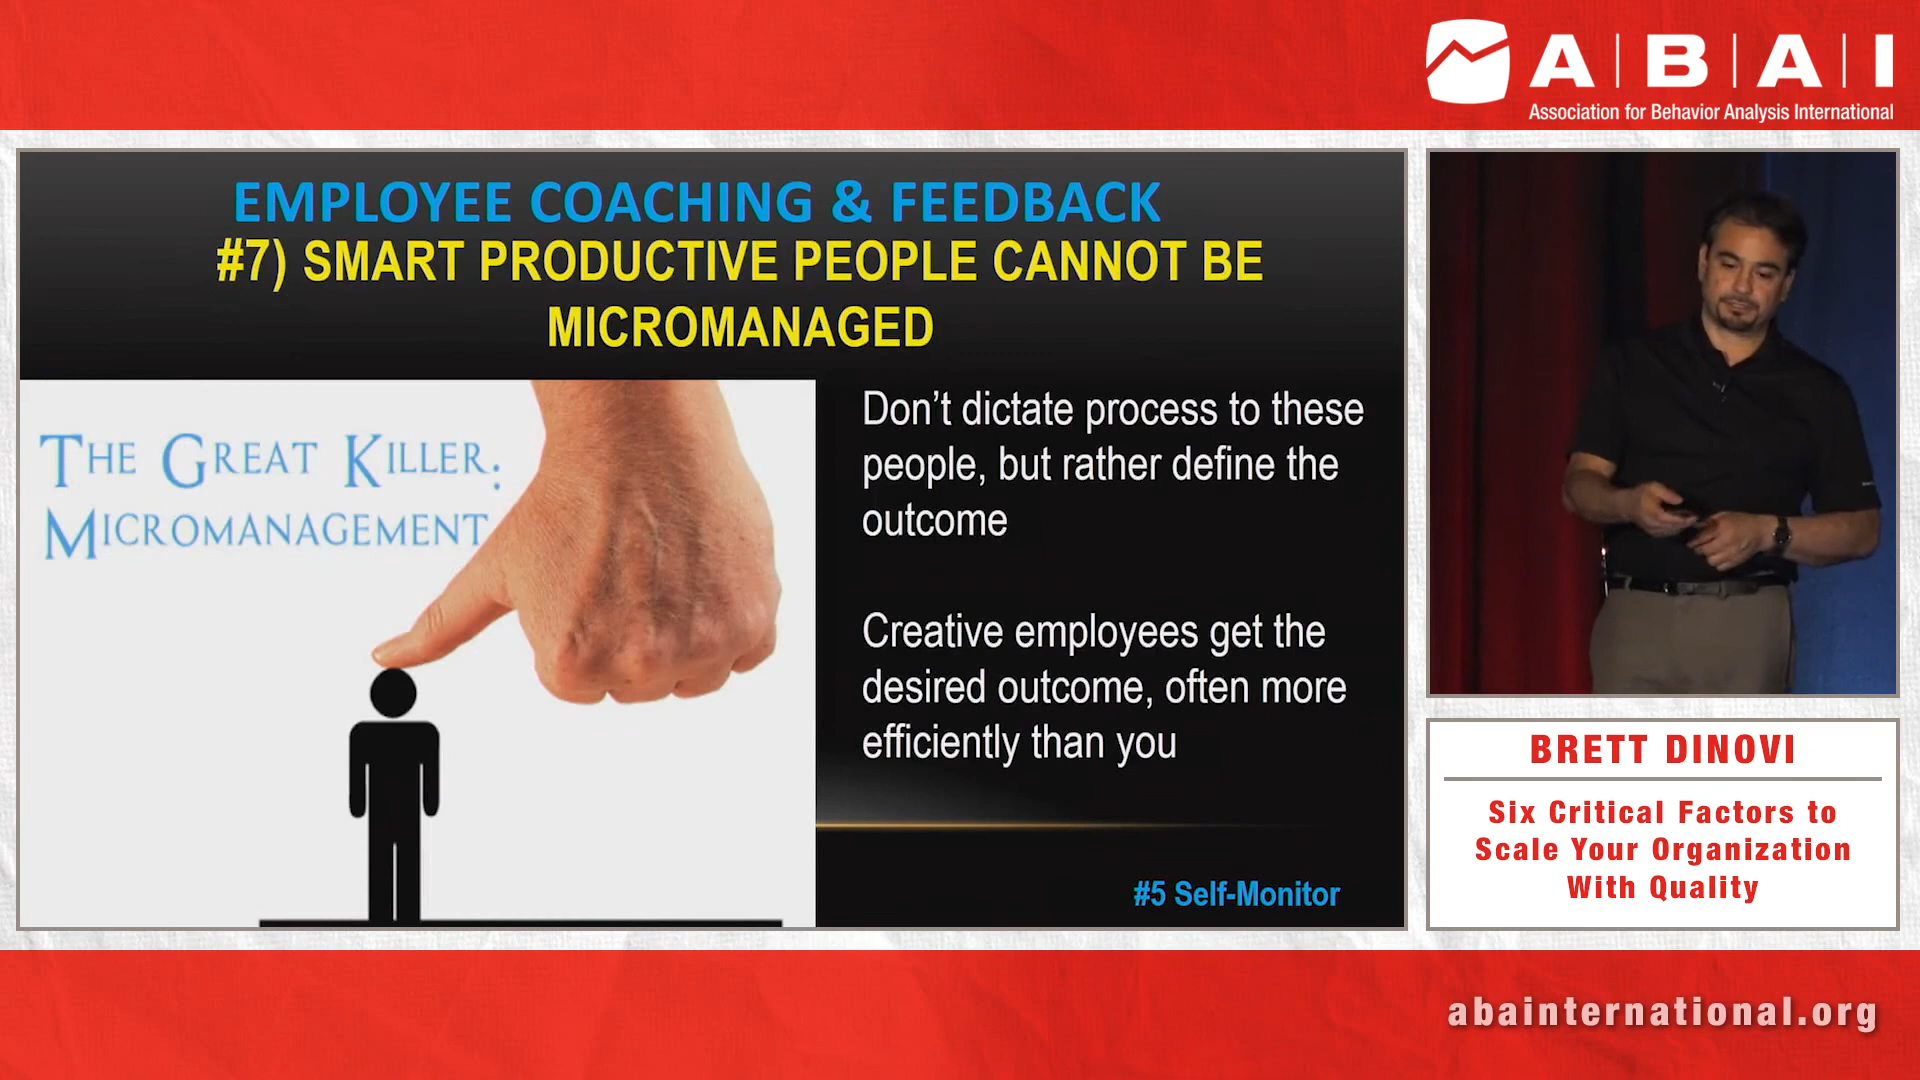 A|B|A|I
Association for Behavior Analysis International
EMPLOYEE COACHING & FEEDBACK
#7) SMART PRODUCTIVE PEOPLE CANNOT BE
MICROMANAGED
THE GREAT KILLER:
MICROMANAGEMENT
Don’t dictate process to these
people, but rather define the
outcome
Creative employees get the
desired outcome, often more
efficiently than you
#5 Self-Monitor
BRETT DINOVI
Six Critical Factors to
Scale Your Organization
With Quality
abainternational.org